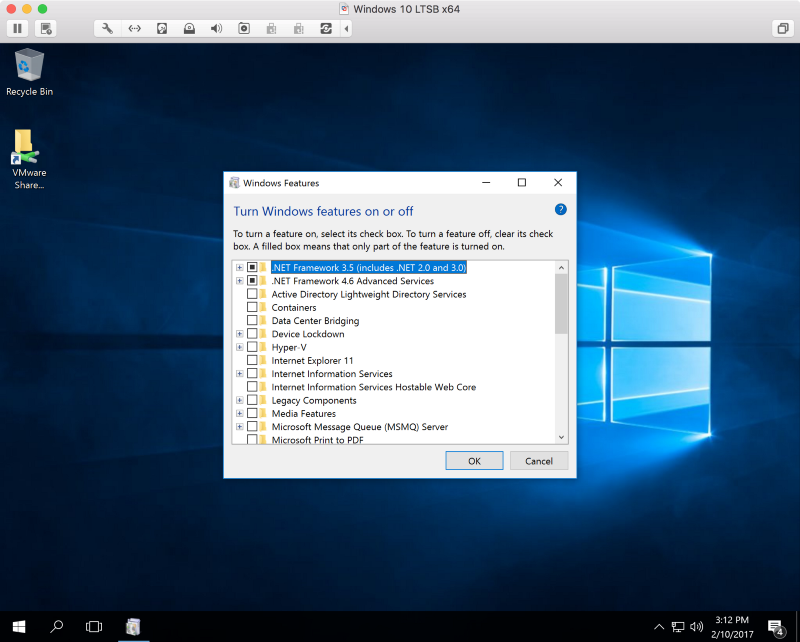 Windows 10 LTSB x64
Recycle Bin
VMware
Share...
Windows Features
Turn Windows features on or off
?
To turn a feature on, select its check box. To turn a feature off, clear its check
box. A filled box means that only part of the feature is turned on.
.NET Framework 3.5 (includes .NET 2.0 and 3.0)
.NET Framework 4.6 Advanced Services
Active Directory Lightweight Directory Services
Containers
Data Center Bridging
Device Lockdown
Hyper-V
Internet Explorer 11
Internet Information Services
Internet Information Services Hostable Web Core
Legacy Components
Media Features
Microsoft Message Queue (MSMQ) Server
Microsoft Print to PDF
OK
Cancel
3:12 PM
2/10/2017
4